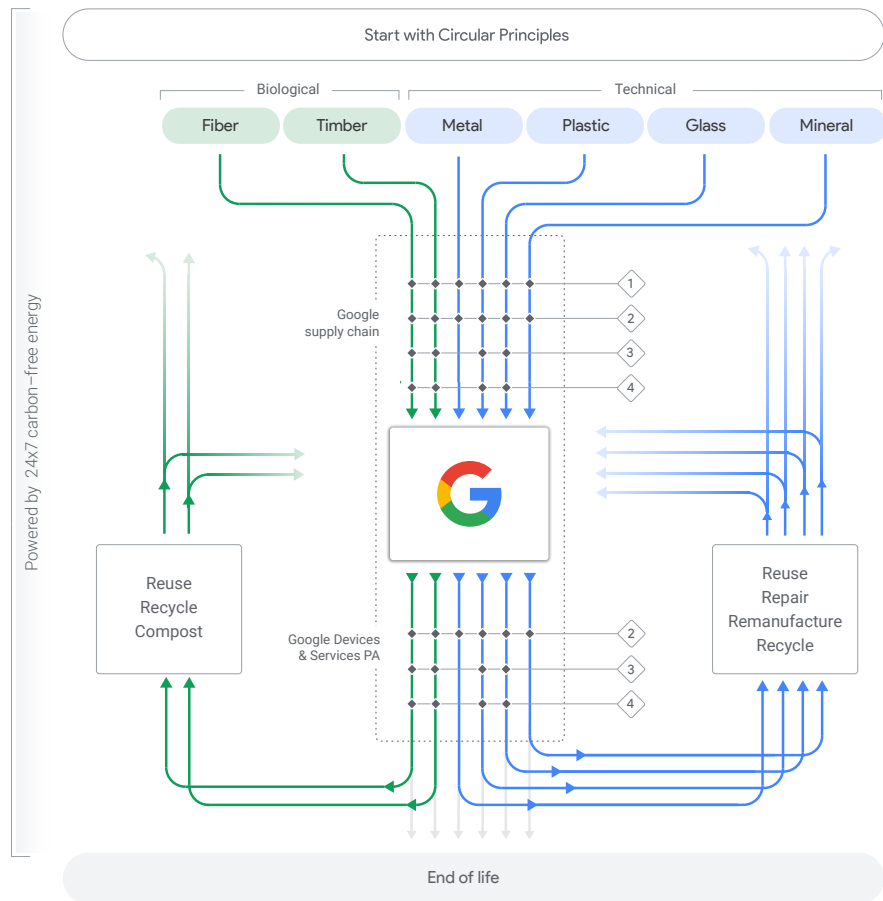 Start with Circular Principles
Biological
Technical
Fiber
Timber
Metal
Plastic
Glass
Mineral
Powered by 24x7 carbon–free energy
Google
supply chain
1
2
3
4
G
Reuse
Recycle
Compost
Reuse
Repair
Remanufacture
Recycle
Google Devices
& Services PA
2
3
4
End of life